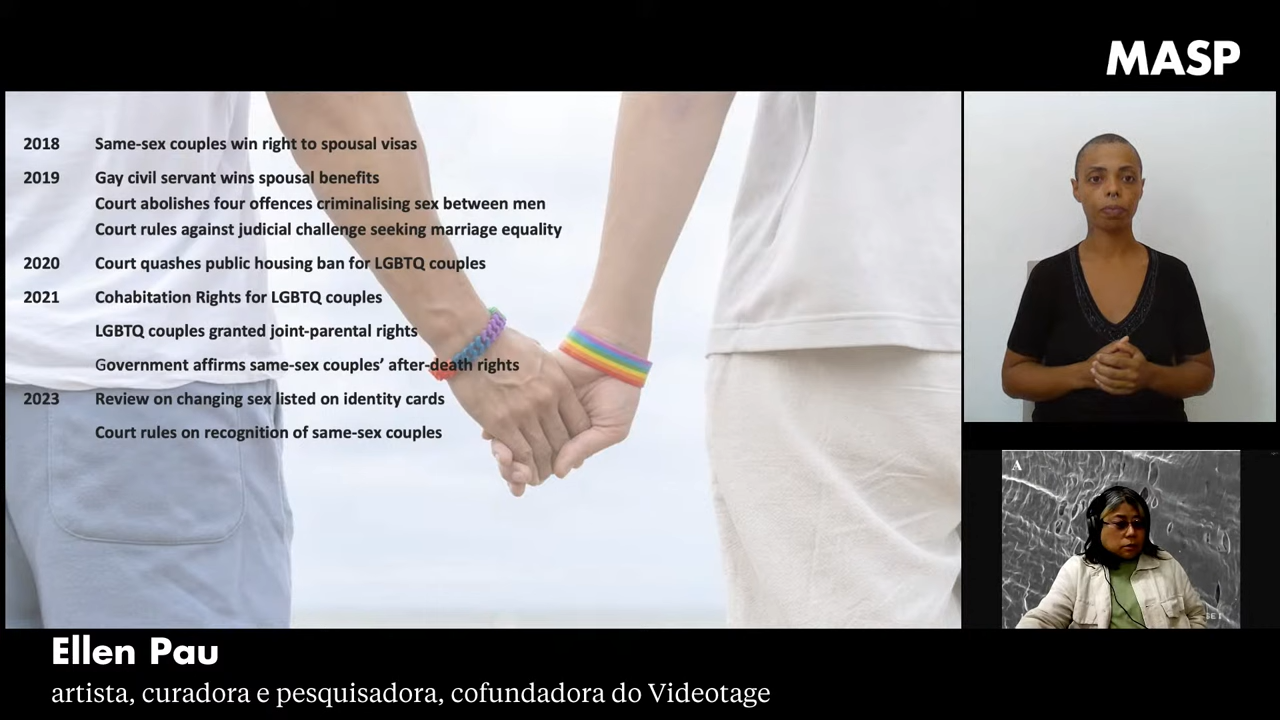 MASP
2018 Same-sex couples win right to spousal visas
2019 Gay civil servant wins spousal benefits
Court abolishes four offences criminalising sex between men
Court rules against judicial challenge seeking marriage equality
2020 Court quashes public housing ban for LGBTQ couples
2021 Cohabitation Rights for LGBTQ couples
LGBTQ couples granted joint-parental rights
Government affirms same-sex couples’ after-death rights
2023 Review on changing sex listed on identity cards
Court rules on recognition of same-sex couples
A
Ellen Pau
artista, curadora e pesquisadora, cofundadora do Videotage